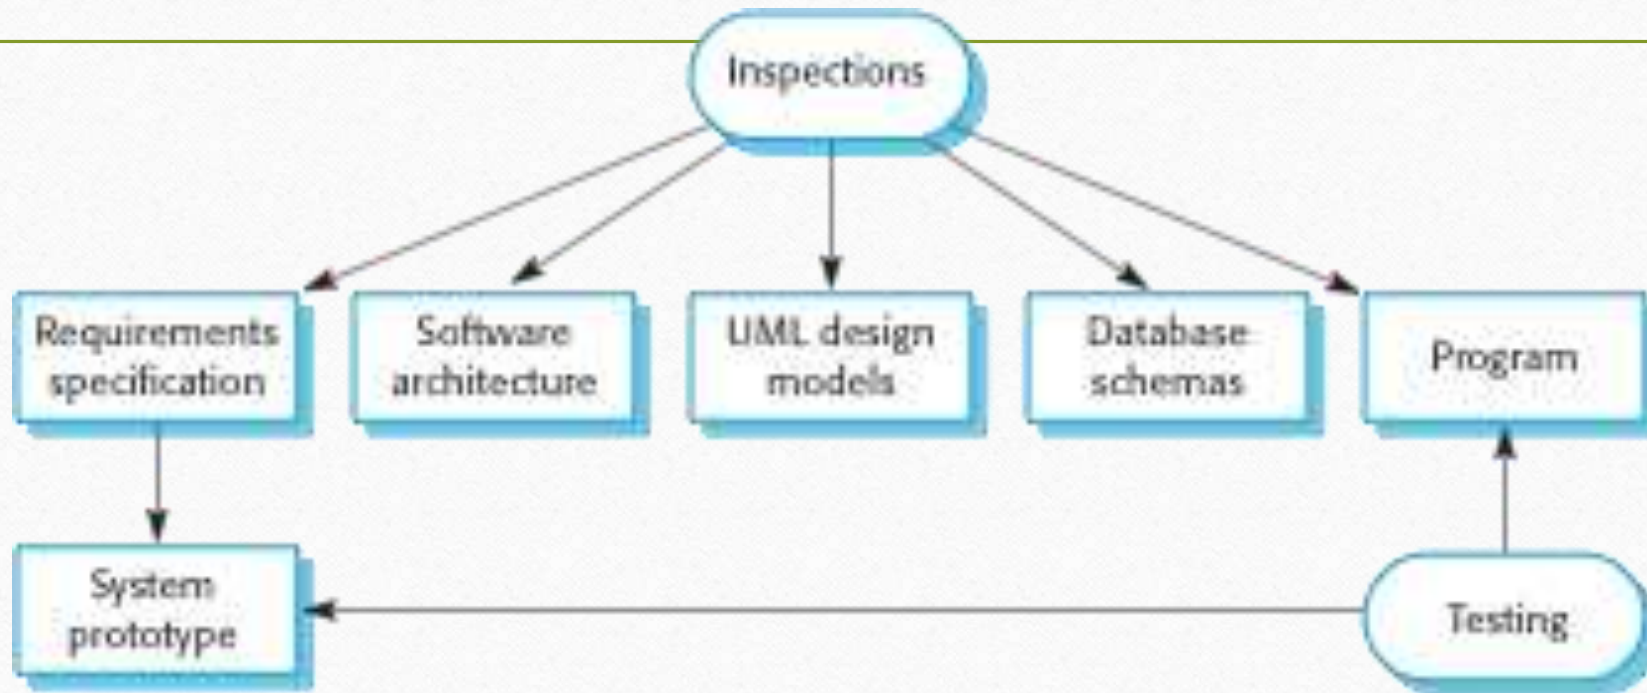 Inspections
Requirements
specification
Software
architecture
UML design
models
Database
schemas
Program
System
prototype
Testing